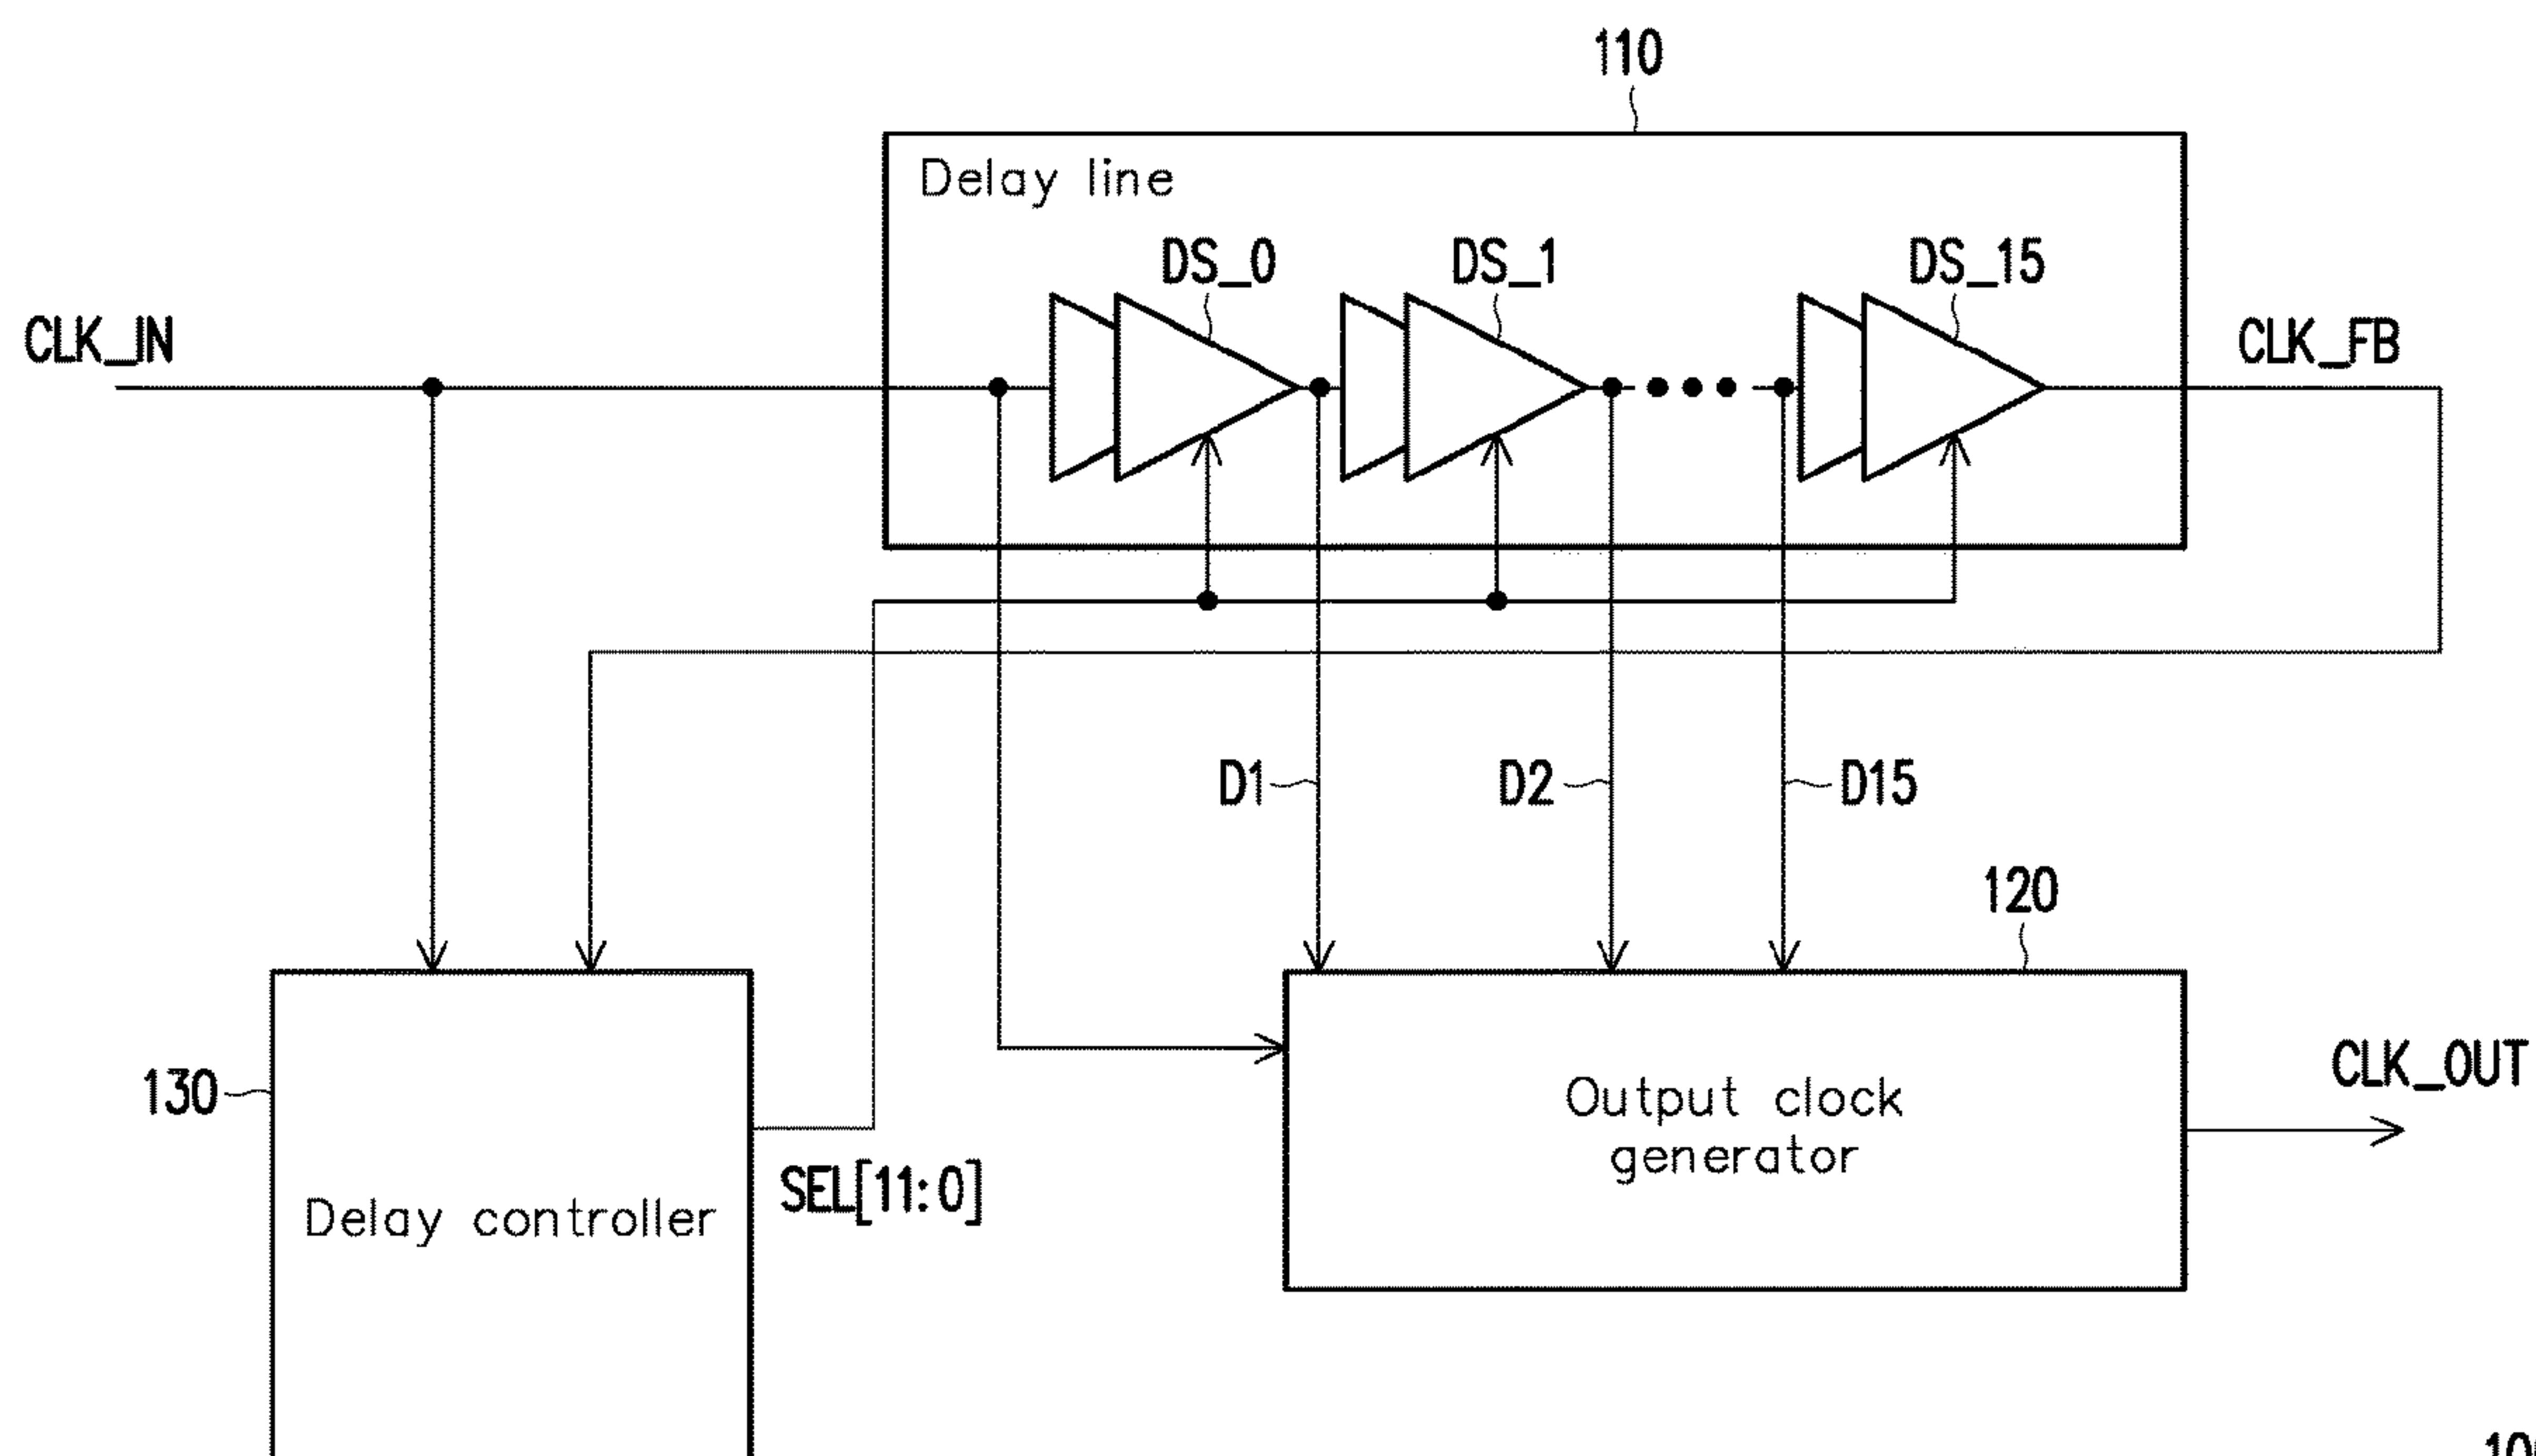 110
Delay line
DS_0
DS_1
DS_15
CLK_IN
CLK_FB
D1
D2
D15
120
130
CLK_OUT
Output clock
generator
SEL[11:0]
Delay controller